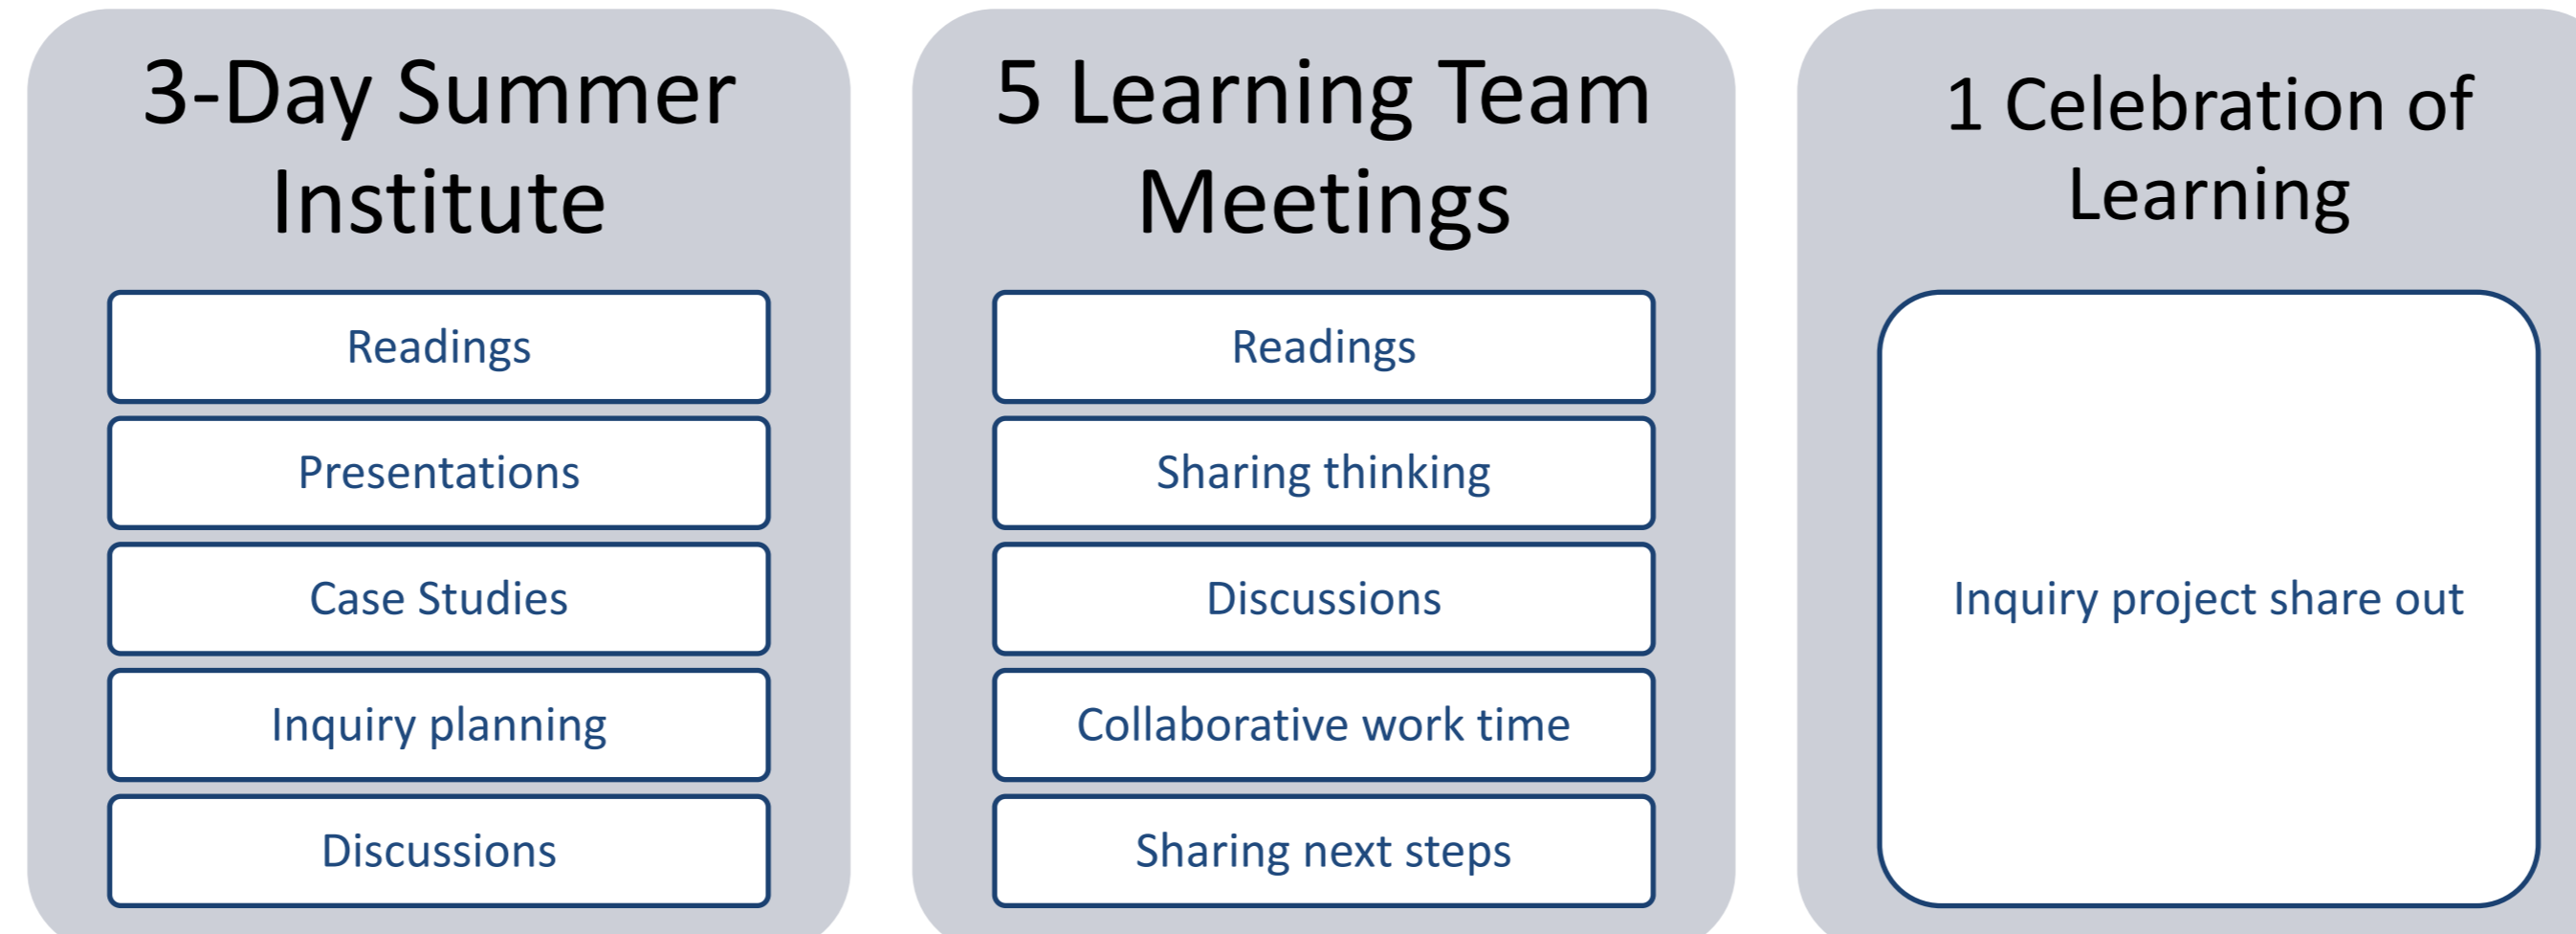 3-Day Summer
Institute
Readings
Presentations
Case Studies
Inquiry planning
Discussions
5 Learning Team
Meetings
Readings
Sharing thinking
Discussions
Collaborative work time
Sharing next steps
1 Celebration of
Learning
Inquiry project share out